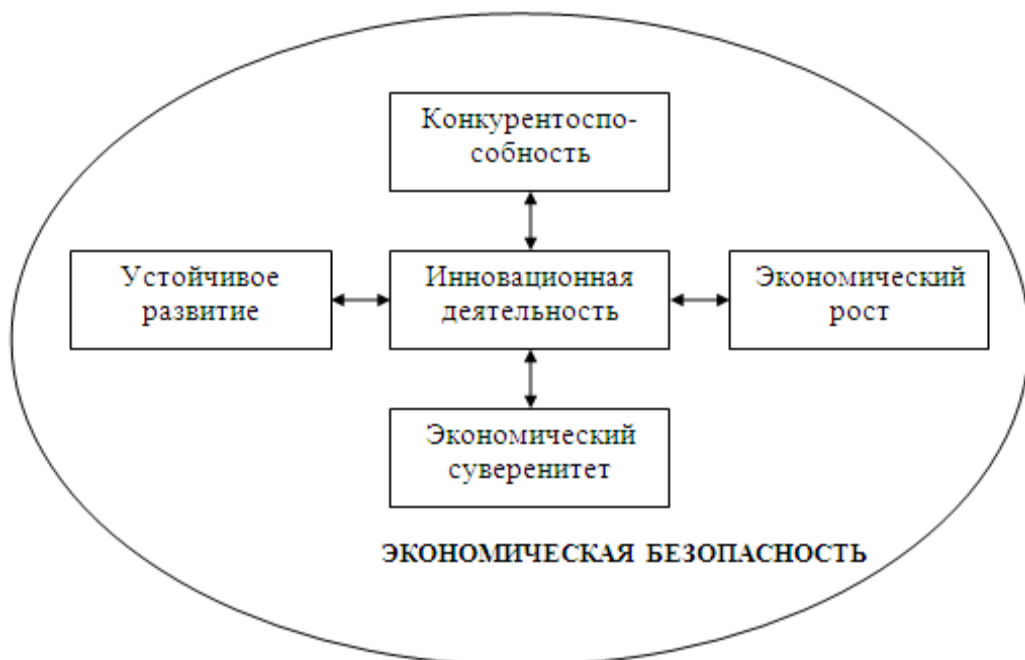 Конкурентоспо-
собность
Устойчивое
развитие
Инновационная
деятельность
Экономический
рост
Экономический
суверенитет
ЭКОНОМИЧЕСКАЯ БЕЗОПАСНОСТЬ